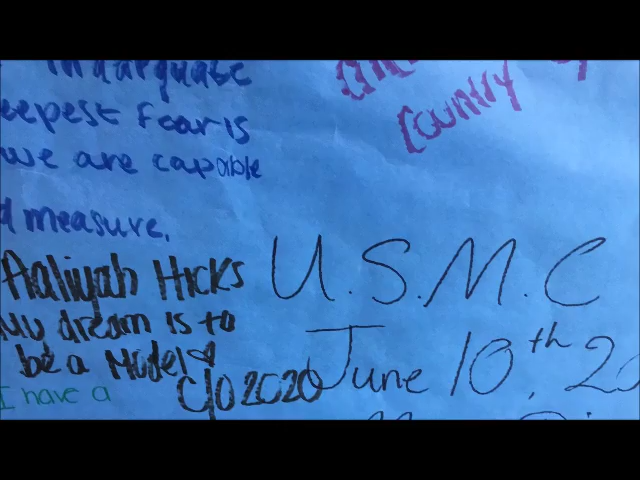 inadequate
eepest Fear is
we are capable
d measure.
Country
Aaliyah Hicks
My dream is to
be a Model
C/O 2020
I have a
U.S.M.C
June 10th, 20